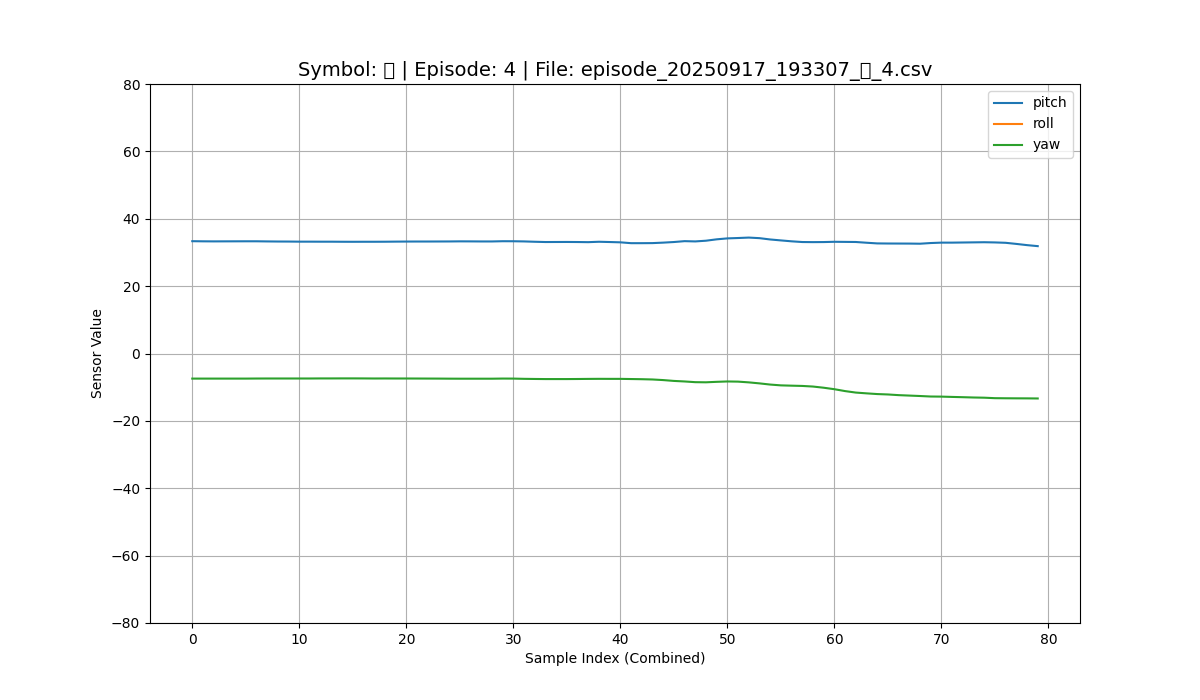 Symbol: | Episode: 4 | File: episode_20250917_193307_ _4.csv
80
60
40
20
0
−20
−40
−60
−80
Sensor Value
pitch
roll
yaw
0 10 20 30 40 50 60 70 80
Sample Index (Combined)